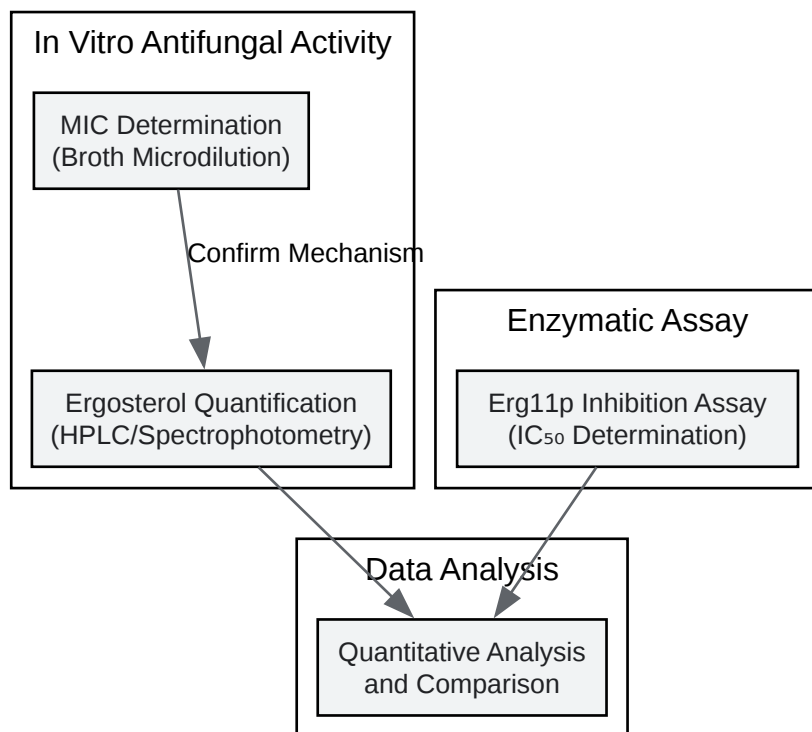 In Vitro Antifungal Activity
MIC Determination
(Broth Microdilution)
Confirm Mechanism
Ergosterol Quantification
(HPLC/Spectrophotometry)
Enzymatic Assay
Erg11p Inhibition Assay
(IC₅₀ Determination)
Data Analysis
Quantitative Analysis
and Comparison